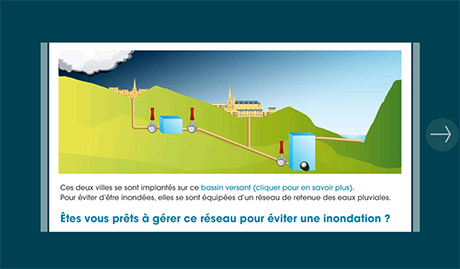 Ces deux villes se sont implantés sur ce bassin versant (cliquer pour en savoir plus).
Pour éviter d'être inondées, elles se sont équipées d'un réseau de retenue des eaux pluviales.
Êtes vous prêts à gérer ce réseau pour éviter une inondation ?